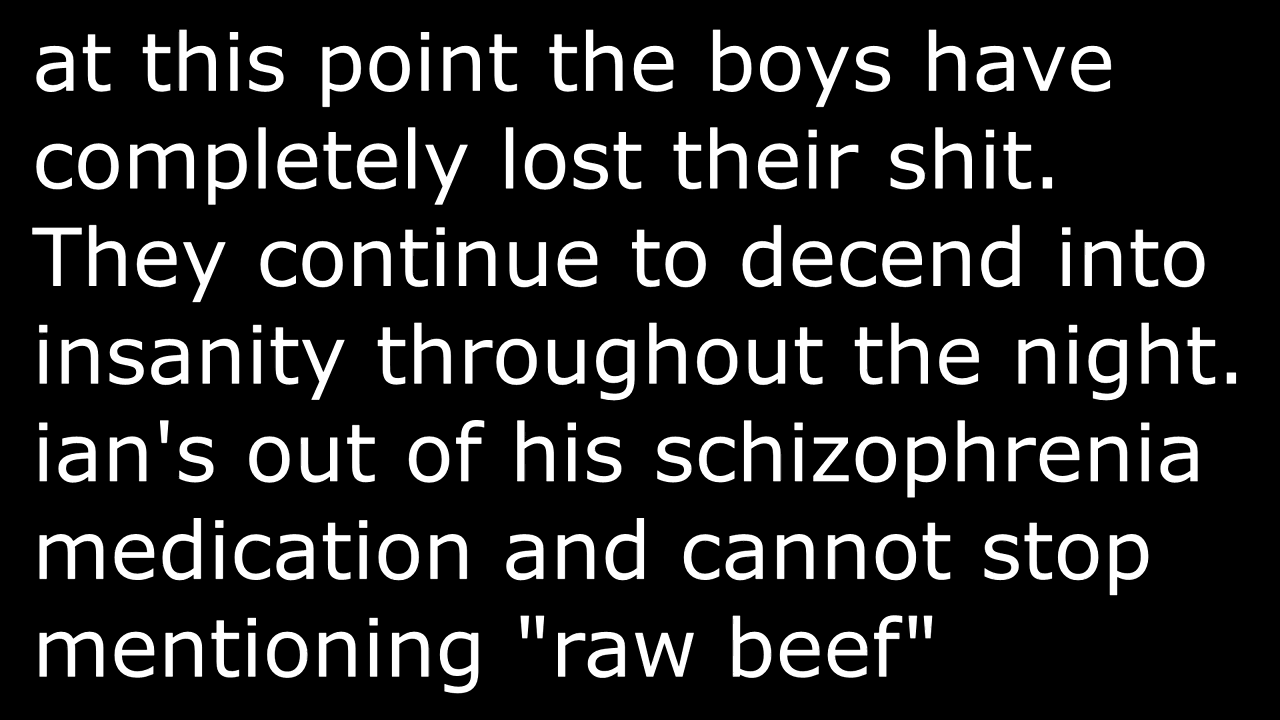 at this point the boys have
completely lost their shit.
They continue to decend into
insanity throughout the night.
ian's out of his schizophrenia
medication and cannot stop
mentioning "raw beef"